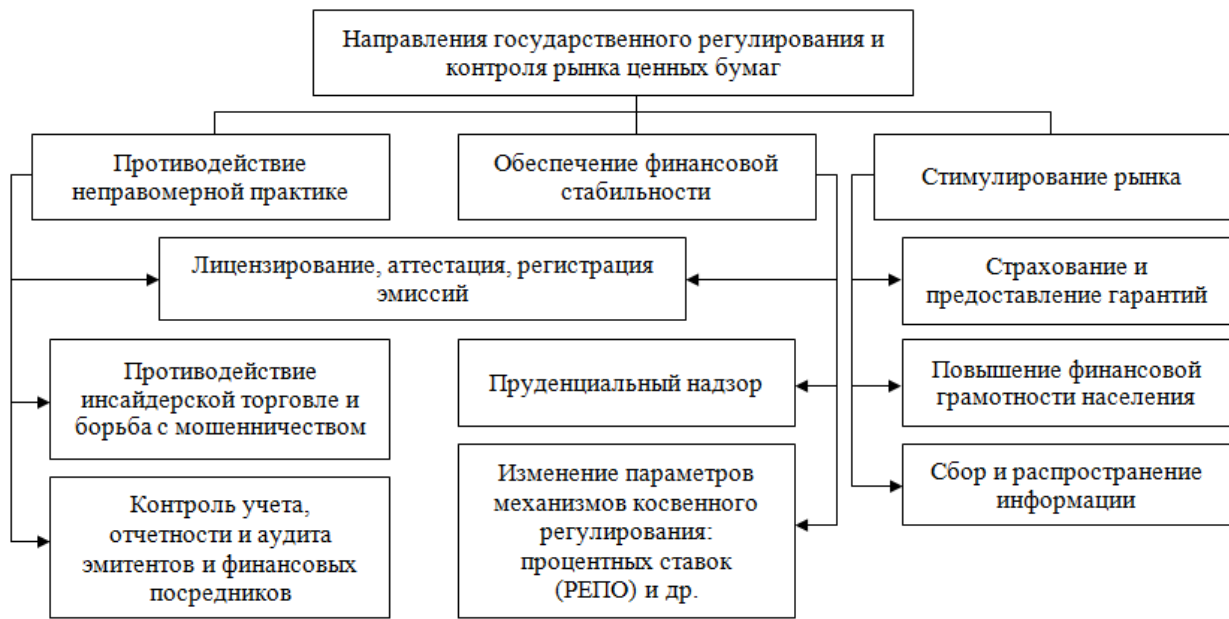 Направления государственного регулирования и
контроля рынка ценных бумаг
Противодействие
неправомерной практике
Обеспечение финансовой
стабильности
Стимулирование рынка
Лицензирование, аттестация, регистрация
эмиссий
Страхование и
предоставление гарантий
Противодействие
инсайдерской торговле и
борьба с мошенничеством
Пруденциальный надзор
Повышение финансовой
грамотности населения
Контроль учета,
отчетности и аудита
эмитентов и финансовых
посредников
Изменение параметров
механизмов косвенного
регулирования:
процентных ставок
(РЕПО) и др.
Сбор и распространение
информации